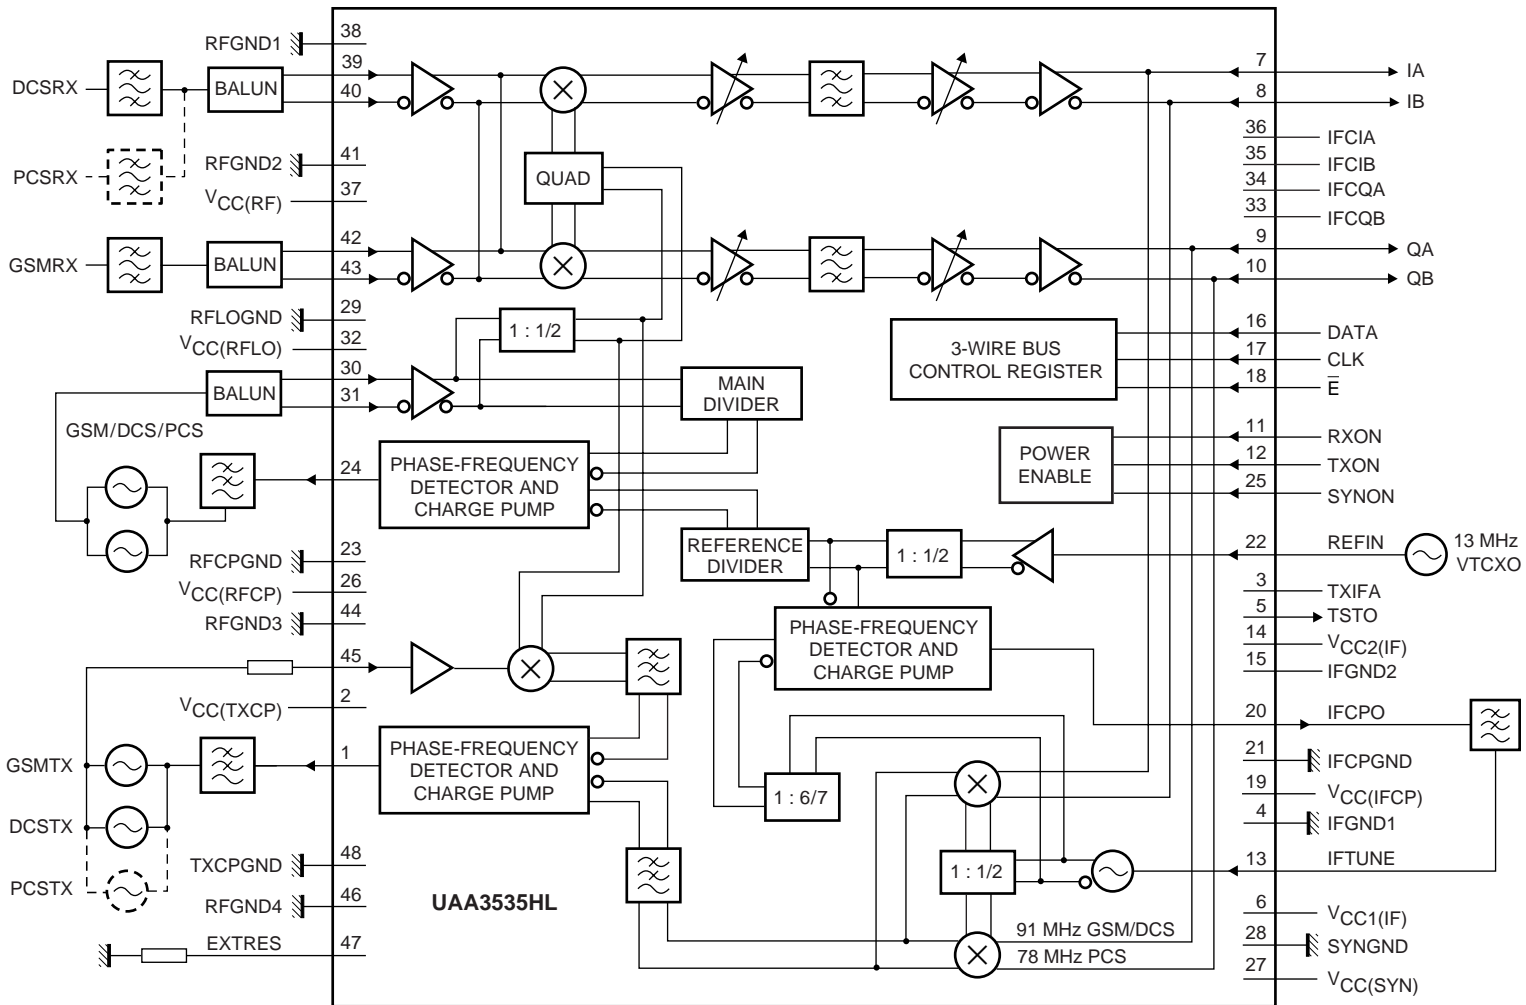 RFGND1
38
DCSRX
BALUN
39
40
7
IA
8
IB
PCSRX
RFGND2
41
VCC(RF)
37
QUAD
36
IFCIA
35
IFCIB
34
IFCQA
33
IFCQB
GSMRX
BALUN
42
43
9
QA
10
QB
RFLOGND
29
VCC(RFLO)
32
1 : 1/2
3-WIRE BUS
CONTROL REGISTER
16
DATA
17
CLK
18
E̅
BALUN
30
31
MAIN
DIVIDER
GSM/DCS/PCS
24
PHASE-FREQUENCY
DETECTOR AND
CHARGE PUMP
POWER
ENABLE
11
RXON
12
TXON
25
SYNON
RFCPGND
23
VCC(RFCP)
26
RFGND3
44
REFERENCE
DIVIDER
1 : 1/2
22
REFIN
13 MHz
VTCXO
3
TXIFA
5
TSTO
14
VCC2(IF)
15
IFGND2
PHASE-FREQUENCY
DETECTOR AND
CHARGE PUMP
45
VCC(TXCP)
2
20
IFCPO
GSMTX
1
PHASE-FREQUENCY
DETECTOR AND
CHARGE PUMP
1 : 6/7
21
IFCPGND
19
VCC(IFCP)
4
IFGND1
DCSTX
TXCPGND
48
PCSTX
RFGND4
46
UAA3535HL
1 : 1/2
13
IFTUNE
6
VCC1(IF)
91 MHz GSM/DCS
78 MHz PCS
28
SYNGND
27
VCC(SYN)
EXTRES
47